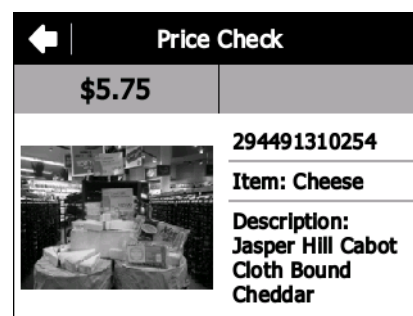 Price Check
$5.75
294491310254
Item: Cheese
Description:
Jasper Hill Cabot
Cloth Bound
Cheddar